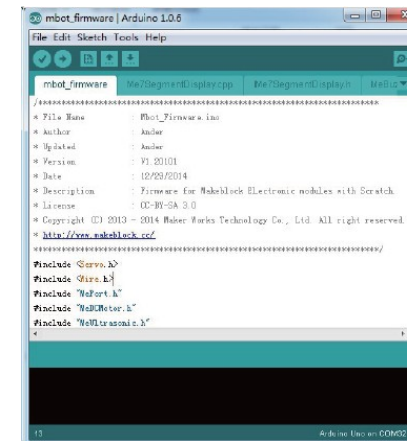 mbot_firmware | Arduino 1.0.6
File Edit Sketch Tools Help
mbot_firmware Me7SegmentDisplay.cpp Me7SegmentDisplay.h
* File Name : Mbot_Firmware.ino
* Author : Ander
* Updated : Ander
* Version : V1.20101
* Date : 12/29/2014
* Description : Firmware for Makeblock Electronic modules with Scratch.
* License : CC-BY-SA 3.0
* Copyright (C) 2013 - 2014 Maker Works Technology Co., Ltd. All right reserved.
* http://www.makeblock.cc/
#include <Servo.h>
#include <Wire.h>
#include "MePort.h"
#include "MeDCMotor.h"
#include "MeUltrasonic.h"
13 Arduino Uno on COM32